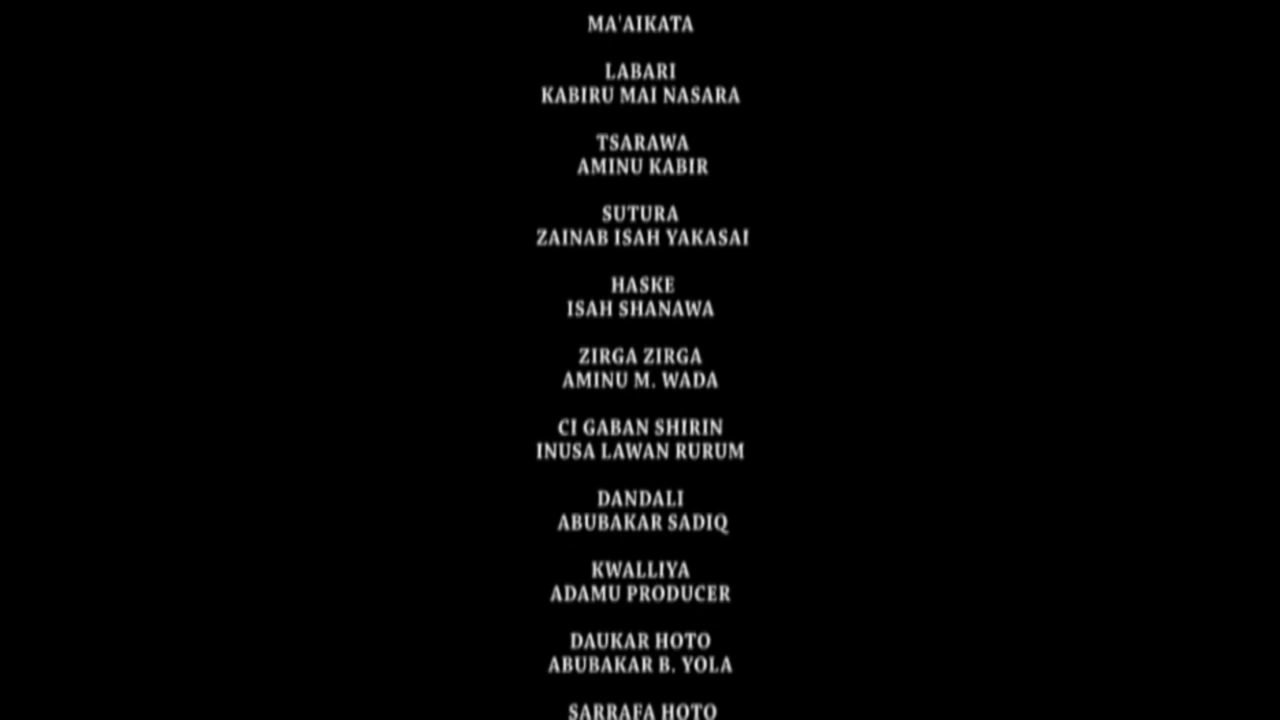 MA'AIKATA
LABARI
KABIRU MAI NASARA
TSARAWA
AMINU KABIR
SUTURA
ZAINAB ISAH YAKASAI
HASKE
ISAH SHANAWA
ZIRGA ZIRGA
AMINU M. WADA
CI GABAN SHIRIN
INUSA LAWAN RURUM
DANDALI
ABUBAKAR SADIQ
KWALLIYA
ADAMU PRODUCER
DAUKAR HOTO
ABUBAKAR B. YOLA
SARRAFA HOTO